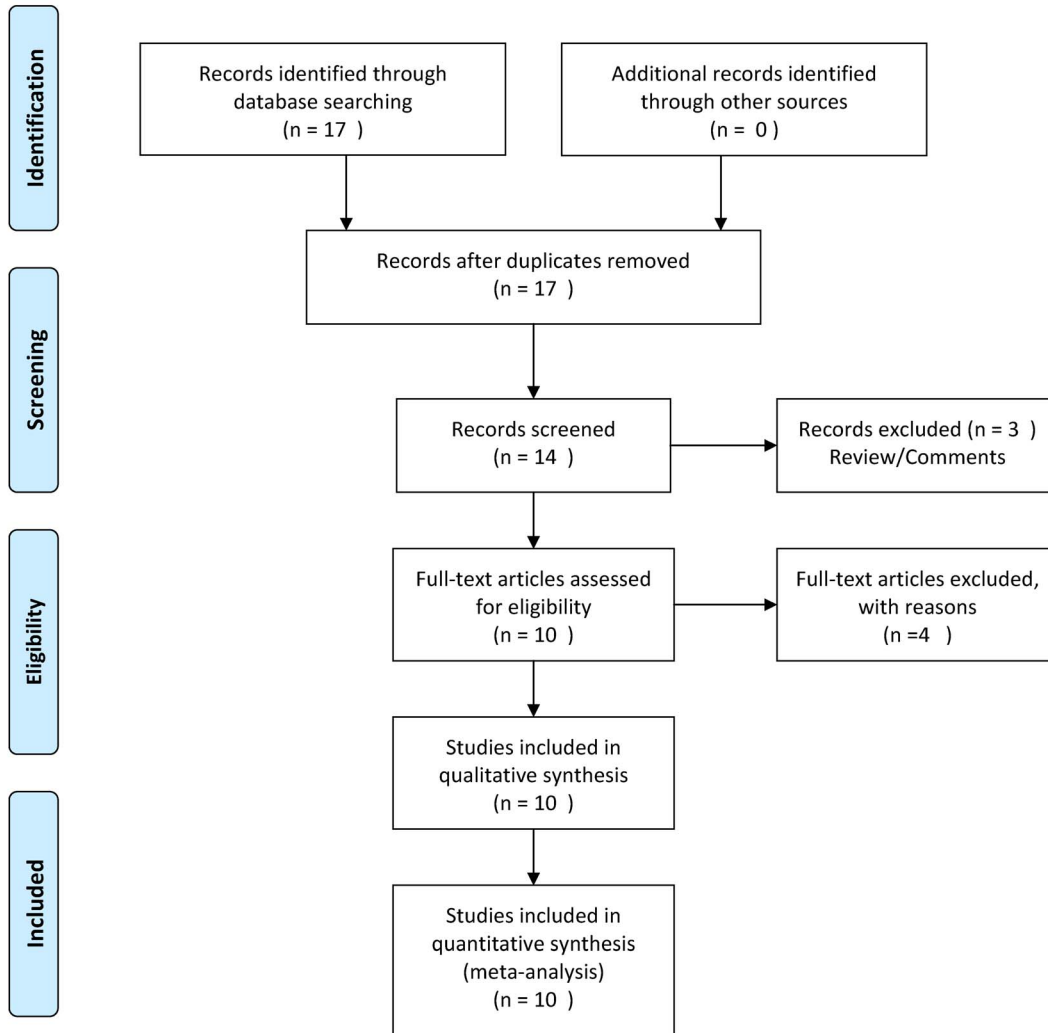 Identification
Records identified through
database searching
(n = 17  )
Additional records identified
through other sources
(n =  0 )
Records after duplicates removed
(n = 17  )
Screening
Records screened
(n = 14  )
Records excluded (n = 3  )
Review/Comments
Eligibility
Full-text articles assessed
for eligibility
(n = 10  )
Full-text articles excluded,
with reasons
(n =4   )
Studies included in
qualitative synthesis
(n = 10  )
Included
Studies included in
quantitative synthesis
(meta-analysis)
(n = 10  )